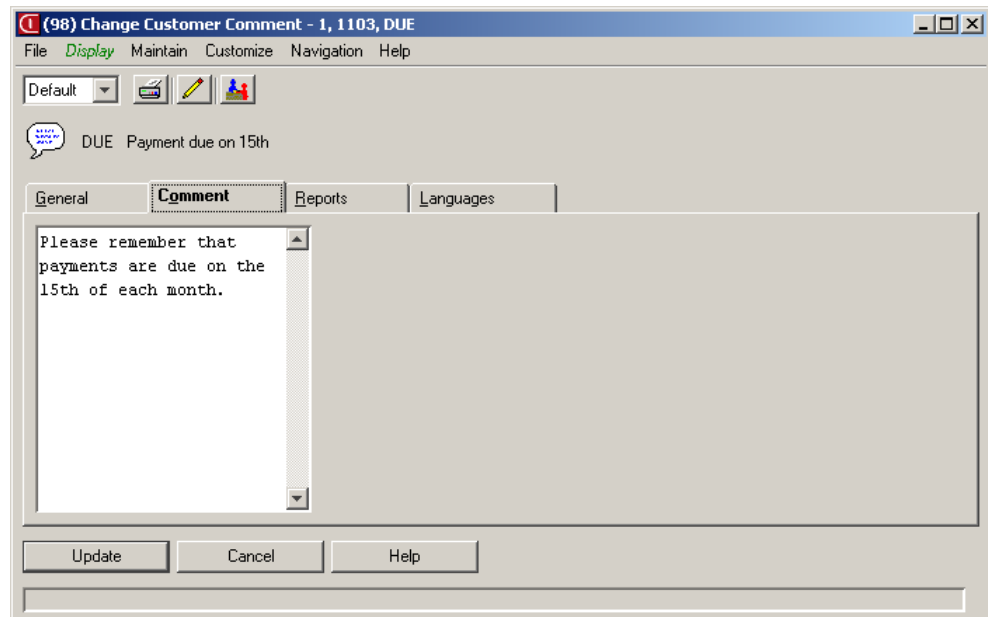 (98) Change Customer Comment - 1, 1103, DUE
File Display Maintain Customize Navigation Help
Default
DUE Payment due on 15th
General Comment Reports Languages
Please remember that
payments are due on the
15th of each month.
Update Cancel Help